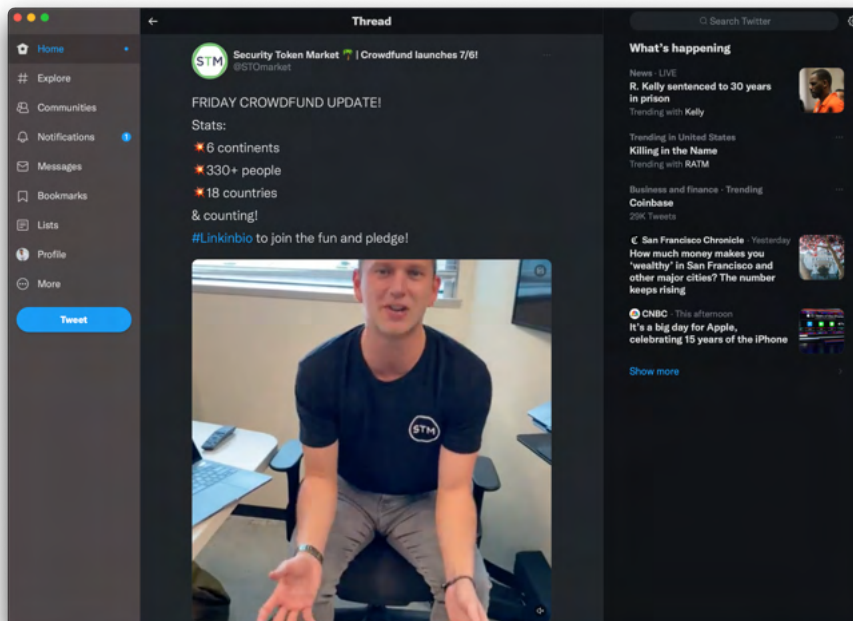 Home
Explore
Communities
Notifications
1
Messages
Bookmarks
Lists
Profile
More
Tweet
Thread
STM
Security Token Market 🌴 | Crowdfund launches 7/6!
@STOmarket
FRIDAY CROWDFUND UPDATE!
Stats:
💥6 continents
💥330+ people
💥18 countries
& counting!
#Linkinbio to join the fun and pledge!
STM
Search Twitter
What's happening
News · LIVE
R. Kelly sentenced to 30 years
in prison
Trending with Kelly
Trending in United States
Killing in the Name
Trending with RATM
Business and finance · Trending
Coinbase
29K Tweets
San Francisco Chronicle · Yesterday
How much money makes you
'wealthy' in San Francisco and
other major cities? The number
keeps rising
CNBC · This afternoon
It's a big day for Apple,
celebrating 15 years of the iPhone
Show more